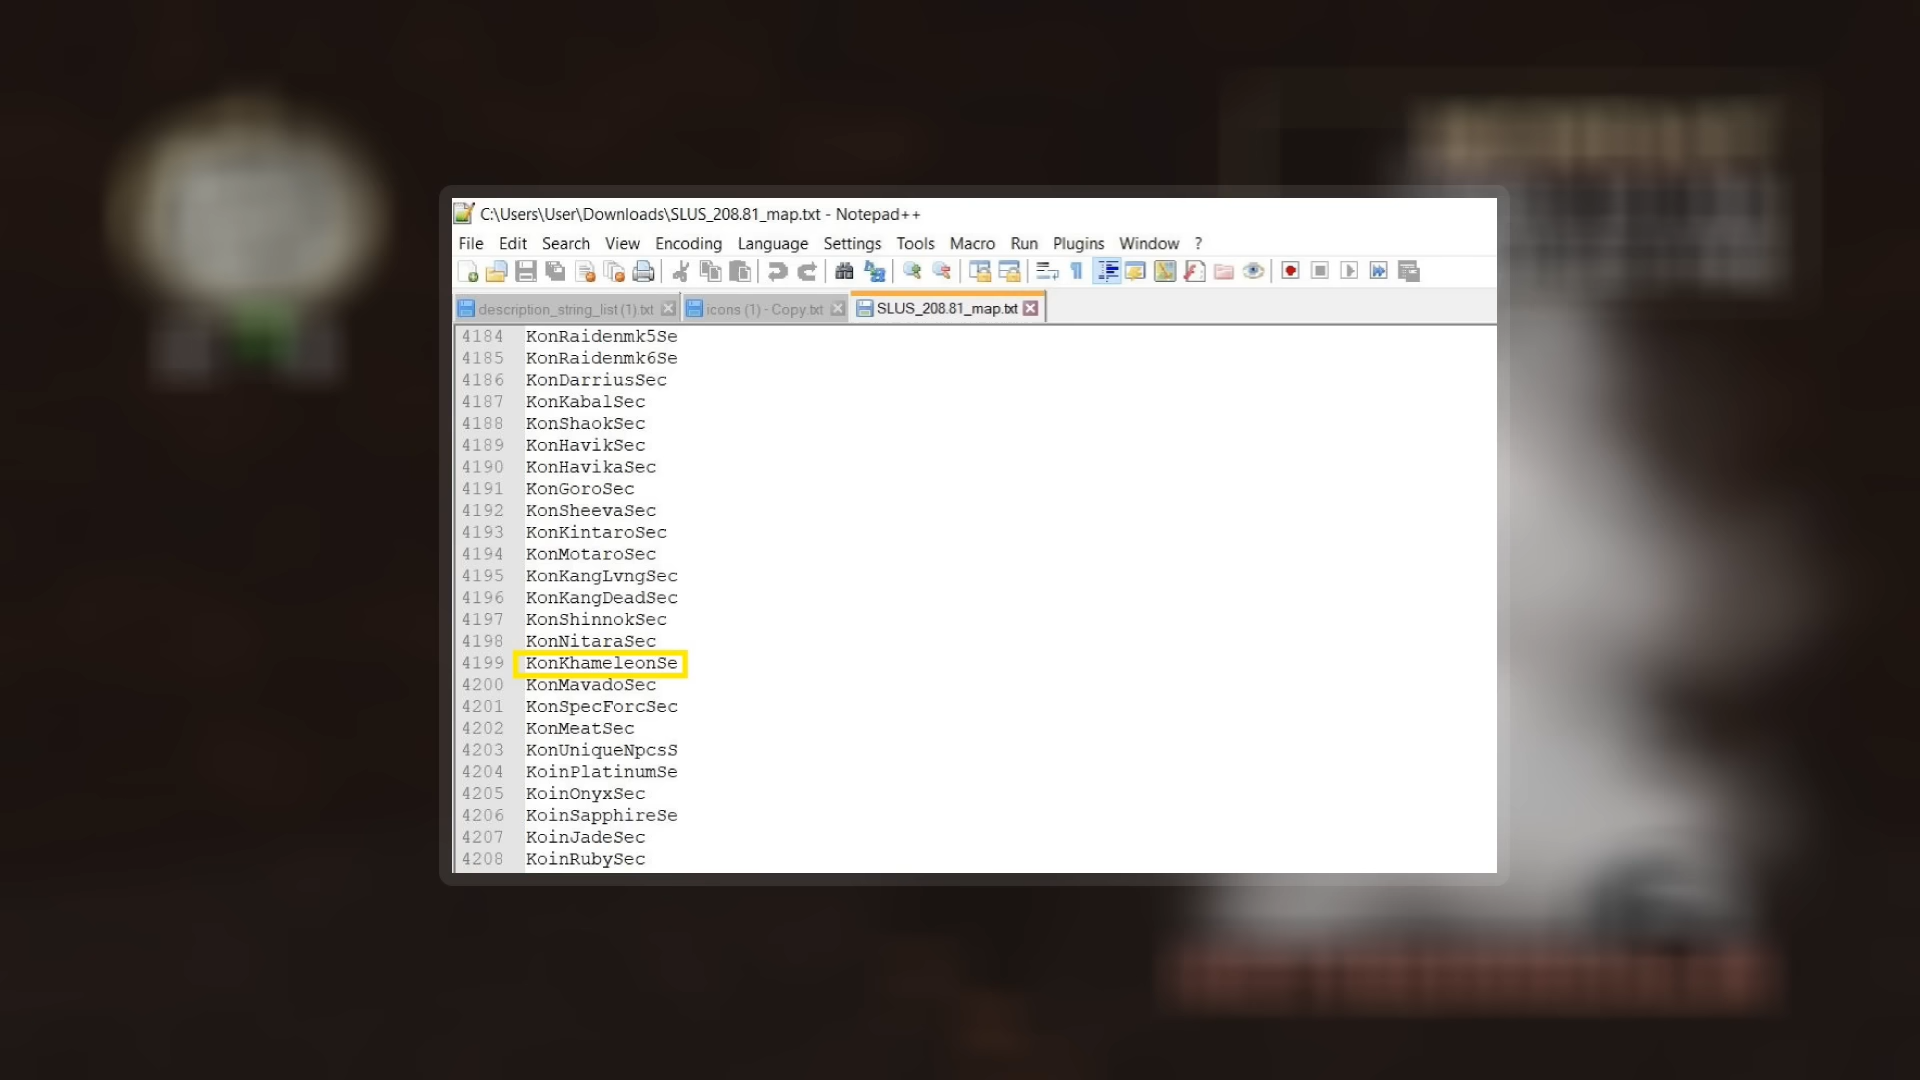 C:\Users\User\Downloads\SLUS_208.81_map.txt - Notepad++
File Edit Search View Encoding Language Settings Tools Macro Run Plugins Window ?
description_string_list (1).txt icons (1) - Copy.txt SLUS_208.81_map.txt
4184 KonRaidenmk5Se
4185 KonRaidenmk6Se
4186 KonDarriusSec
4187 KonKabalSec
4188 KonShaokSec
4189 KonHavikSec
4190 KonHavikaSec
4191 KonGoroSec
4192 KonSheevaSec
4193 KonKintaroSec
4194 KonMotaroSec
4195 KonKangLvngSec
4196 KonKangDeadSec
4197 KonShinnokSec
4198 KonNitaraSec
4199 KonKhameleonSe
4200 KonMavadoSec
4201 KonSpecForcSec
4202 KonMeatSec
4203 KonUniqueNpcsS
4204 KoinPlatinumSe
4205 KoinOnyxSec
4206 KoinSapphireSe
4207 KoinJadeSec
4208 KoinRubySec